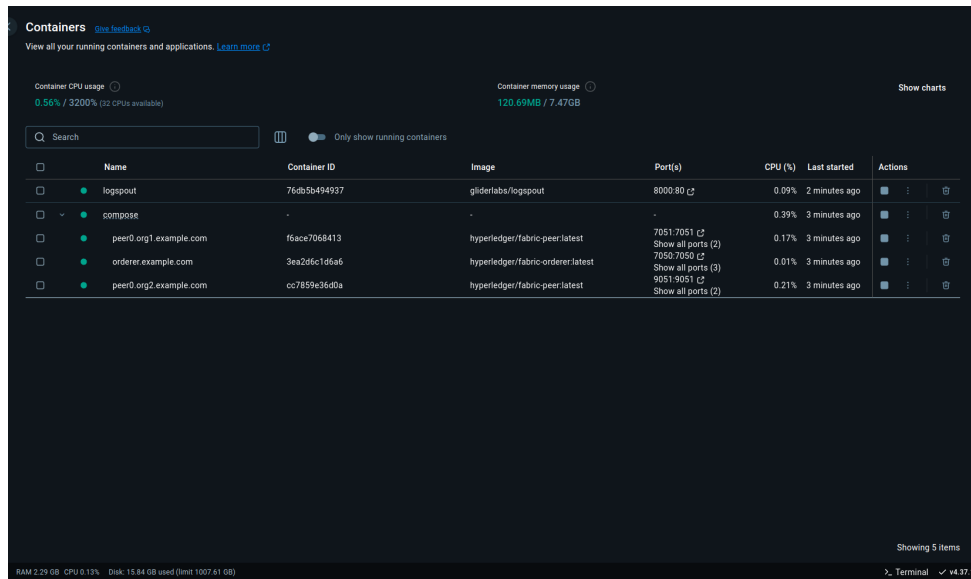 Containers Give feedback
View all your running containers and applications. Learn more
Container CPU usage
0.56% / 3200% (32 CPUs available)
Container memory usage
120.69MB / 7.47GB
Show charts
Search
Only show running containers
Name Container ID Image Port(s) CPU (%) Last started Actions
logspout 76db5b494937 gliderlabs/logspout 8000:80 0.09% 2 minutes ago
compose - - - 0.39% 3 minutes ago
peer0.org1.example.com f6ace7068413 hyperledger/fabric-peer:latest 7051:7051 0.17% 3 minutes ago
Show all ports (2)
orderer.example.com 3ea2d6c1d6a6 hyperledger/fabric-orderer:latest 7050:7050 0.01% 3 minutes ago
Show all ports (3)
peer0.org2.example.com cc7859e36d0a hyperledger/fabric-peer:latest 9051:9051 0.21% 3 minutes ago
Show all ports (2)
Showing 5 items
RAM 2.29 GB CPU 0.13% Disk: 15.84 GB used (limit 1007.61 GB) >_ Terminal v4.37.